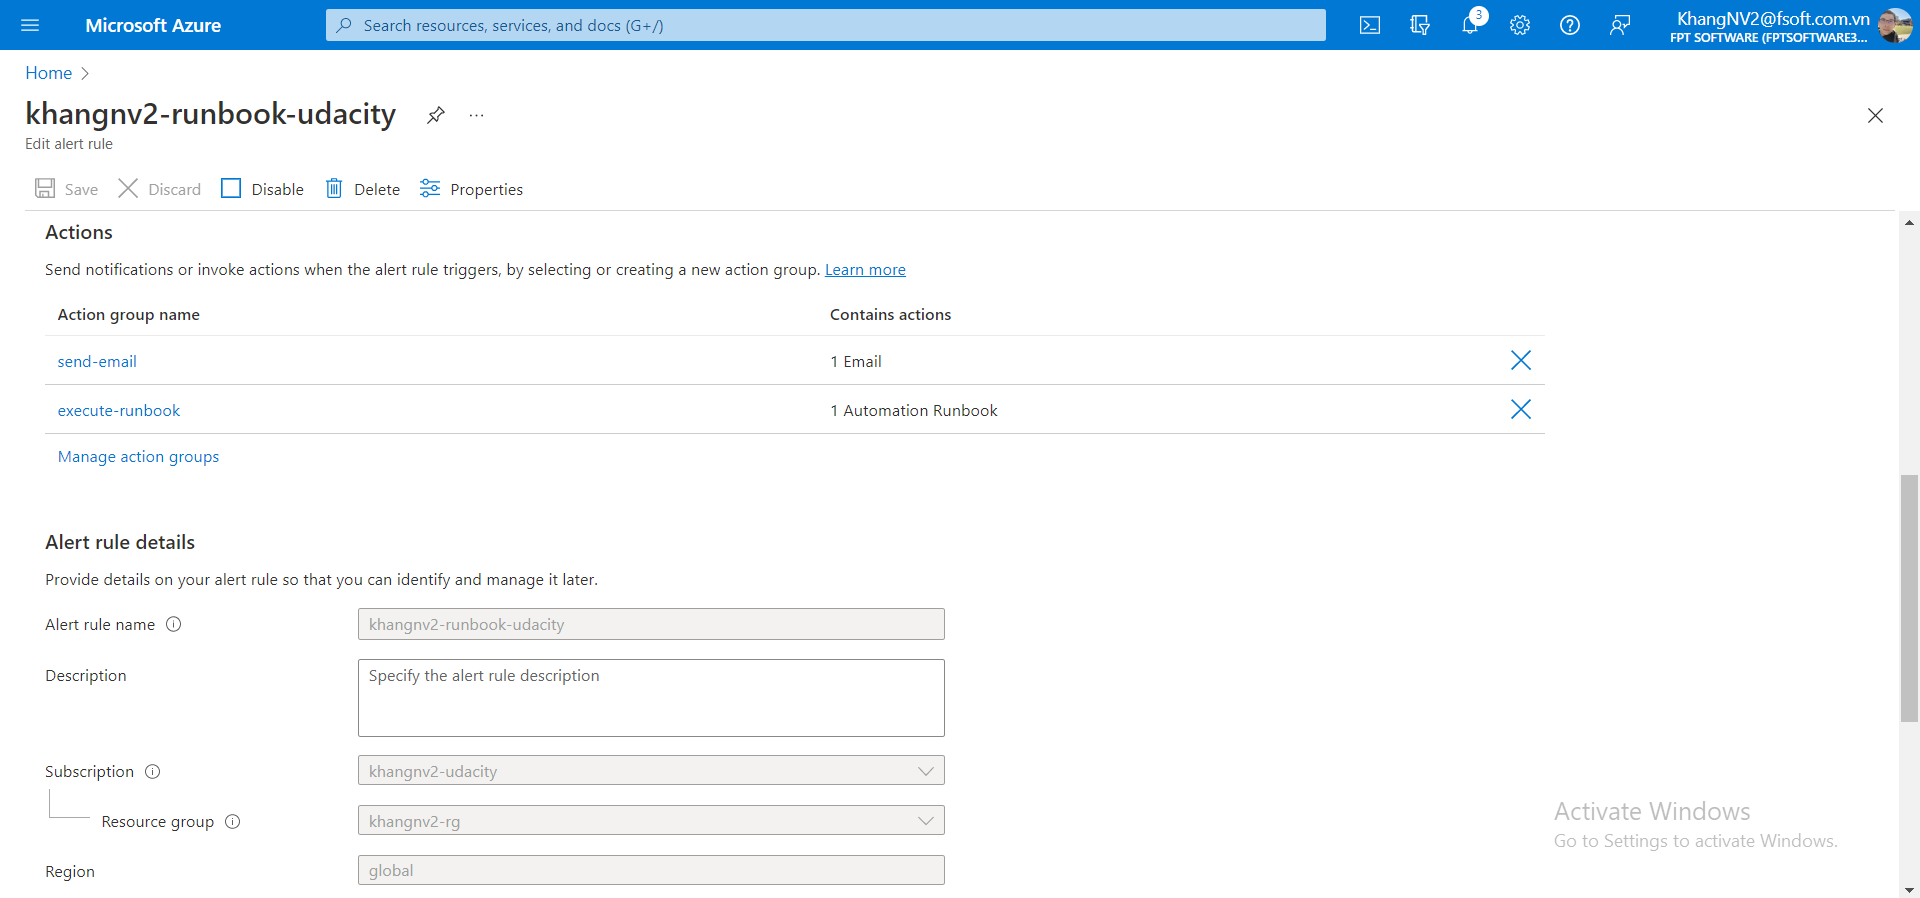 Microsoft Azure
Search resources, services, and docs (G+/)
3
KhangNV2@fsoft.com.vn
FPT SOFTWARE (FPTSOFTWARE3...
Home
khangnv2-runbook-udacity
...
Edit alert rule
Save
Discard
Disable
Delete
Properties
Actions
Send notifications or invoke actions when the alert rule triggers, by selecting or creating a new action group. Learn more
Action group name
Contains actions
send-email
1 Email
execute-runbook
1 Automation Runbook
Manage action groups
Alert rule details
Provide details on your alert rule so that you can identify and manage it later.
Alert rule name
khangnv2-runbook-udacity
Description
Specify the alert rule description
Subscription
khangnv2-udacity
Resource group
khangnv2-rg
Region
global
Activate Windows
Go to Settings to activate Windows.